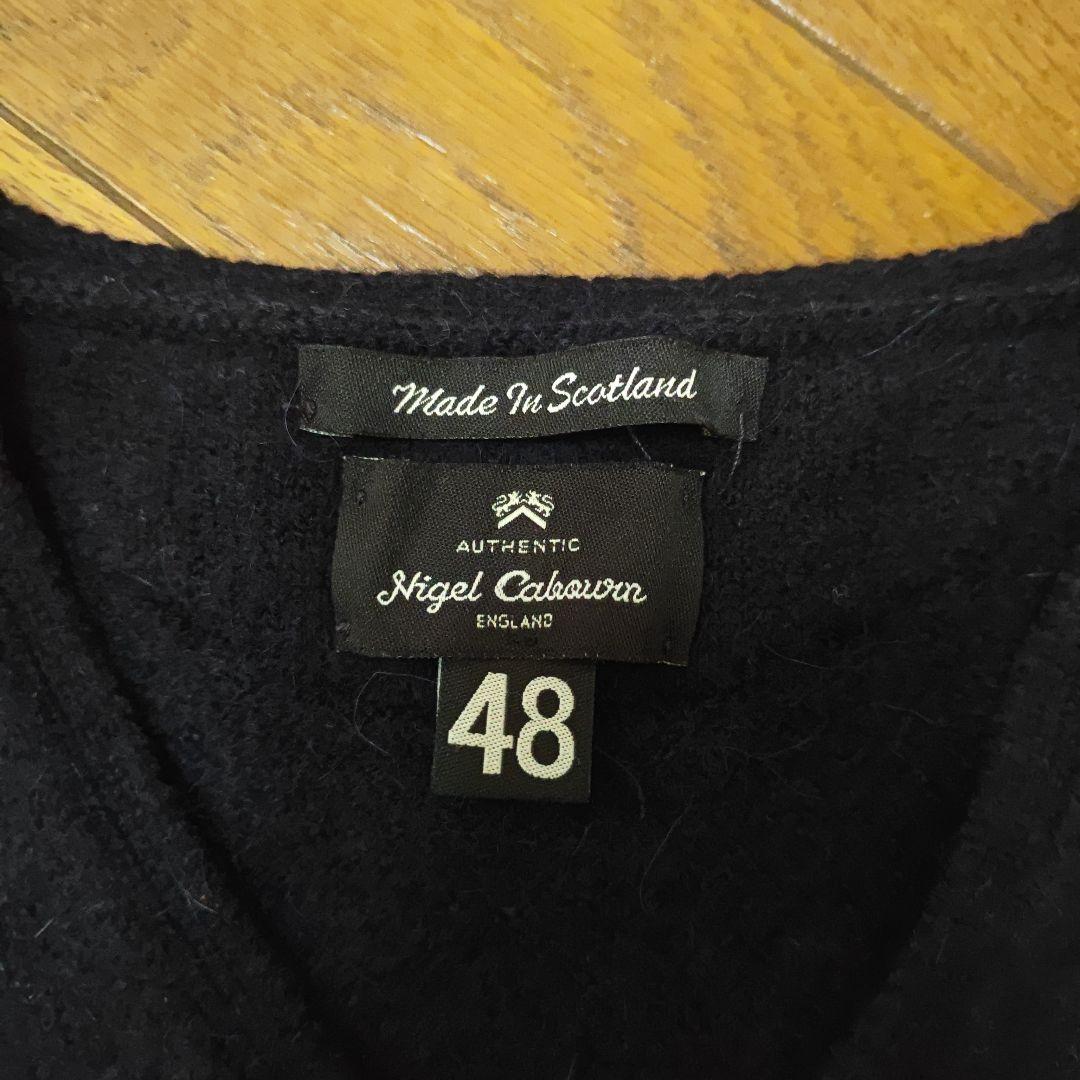 Made In Scotland
AUTHENTIC
Nigel Cabourn
ENGLAND
48